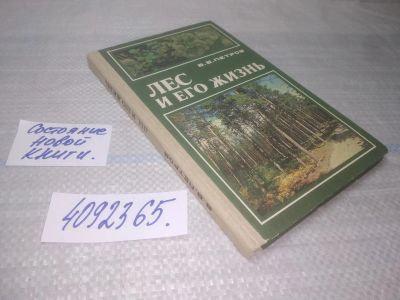 В.В.ПЕТРОВ
ЛЕС
И ЕГО ЖИЗНЬ
Состояние
новой
книги.
4092365.